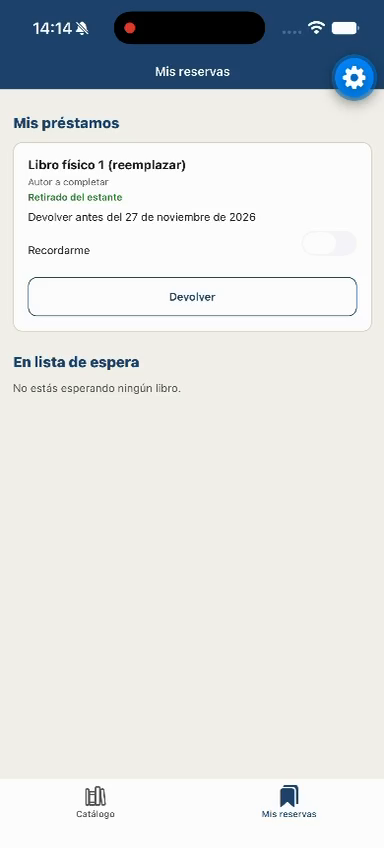 14:14
Mis reservas
Mis préstamos
Libro físico 1 (reemplazar)
Autor a completar
Retirado del estante
Devolver antes del 27 de noviembre de 2026
Recordarme
Devolver
En lista de espera
No estás esperando ningún libro.
Catálogo
Mis reservas